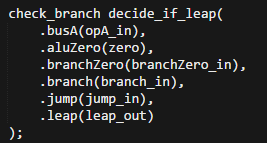 check_branch decide_if_leap(
    .busA(opA_in),
    .aluZero(zero),
    .branchZero(branchZero_in),
    .branch(branch_in),
    .jump(jump_in),
    .leap(leap_out)
);